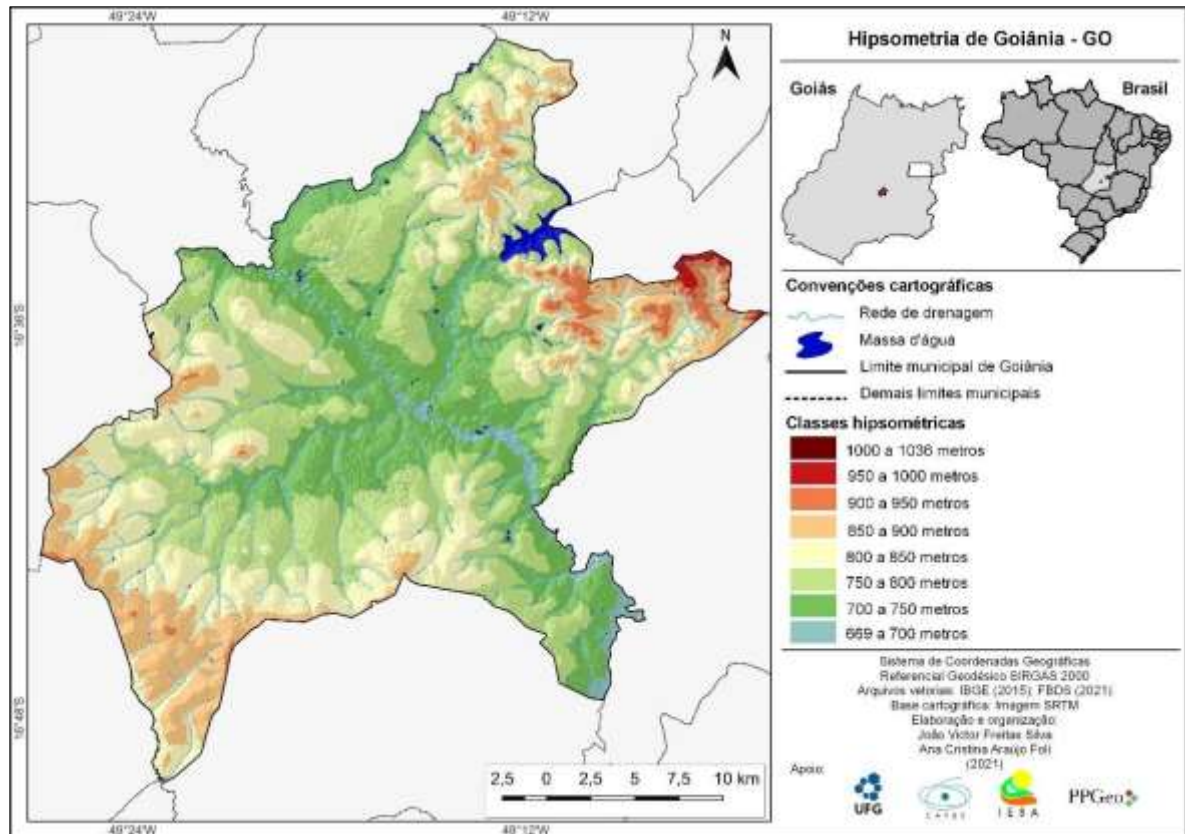 49°24'W
49°12'W
N
16°36'S
16°48'S
2,5 0 2,5 5 7,5 10 km
49°24'W
49°12'W
Hipsometria de Goiânia - GO
Goiás
Brasil
Convenções cartográficas
Rede de drenagem
Massa d'água
Limite municipal de Goiânia
Demais limites municipais
Classes hipsométricas
1000 a 1036 metros
950 a 1000 metros
900 a 950 metros
850 a 900 metros
800 a 850 metros
750 a 800 metros
700 a 750 metros
669 a 700 metros
Sistema de Coordenadas Geográficas
Referencial Geodésico SIRGAS 2000
Arquivos vetoriais: IBGE (2015); FBDS (2021)
Base cartográfica: Imagem SRTM
Elaboração e organização:
João Victor Freitas Silva
Ana Cristina Araújo Foli
(2021)
Apoio:
UFG
IESA
PPGeo